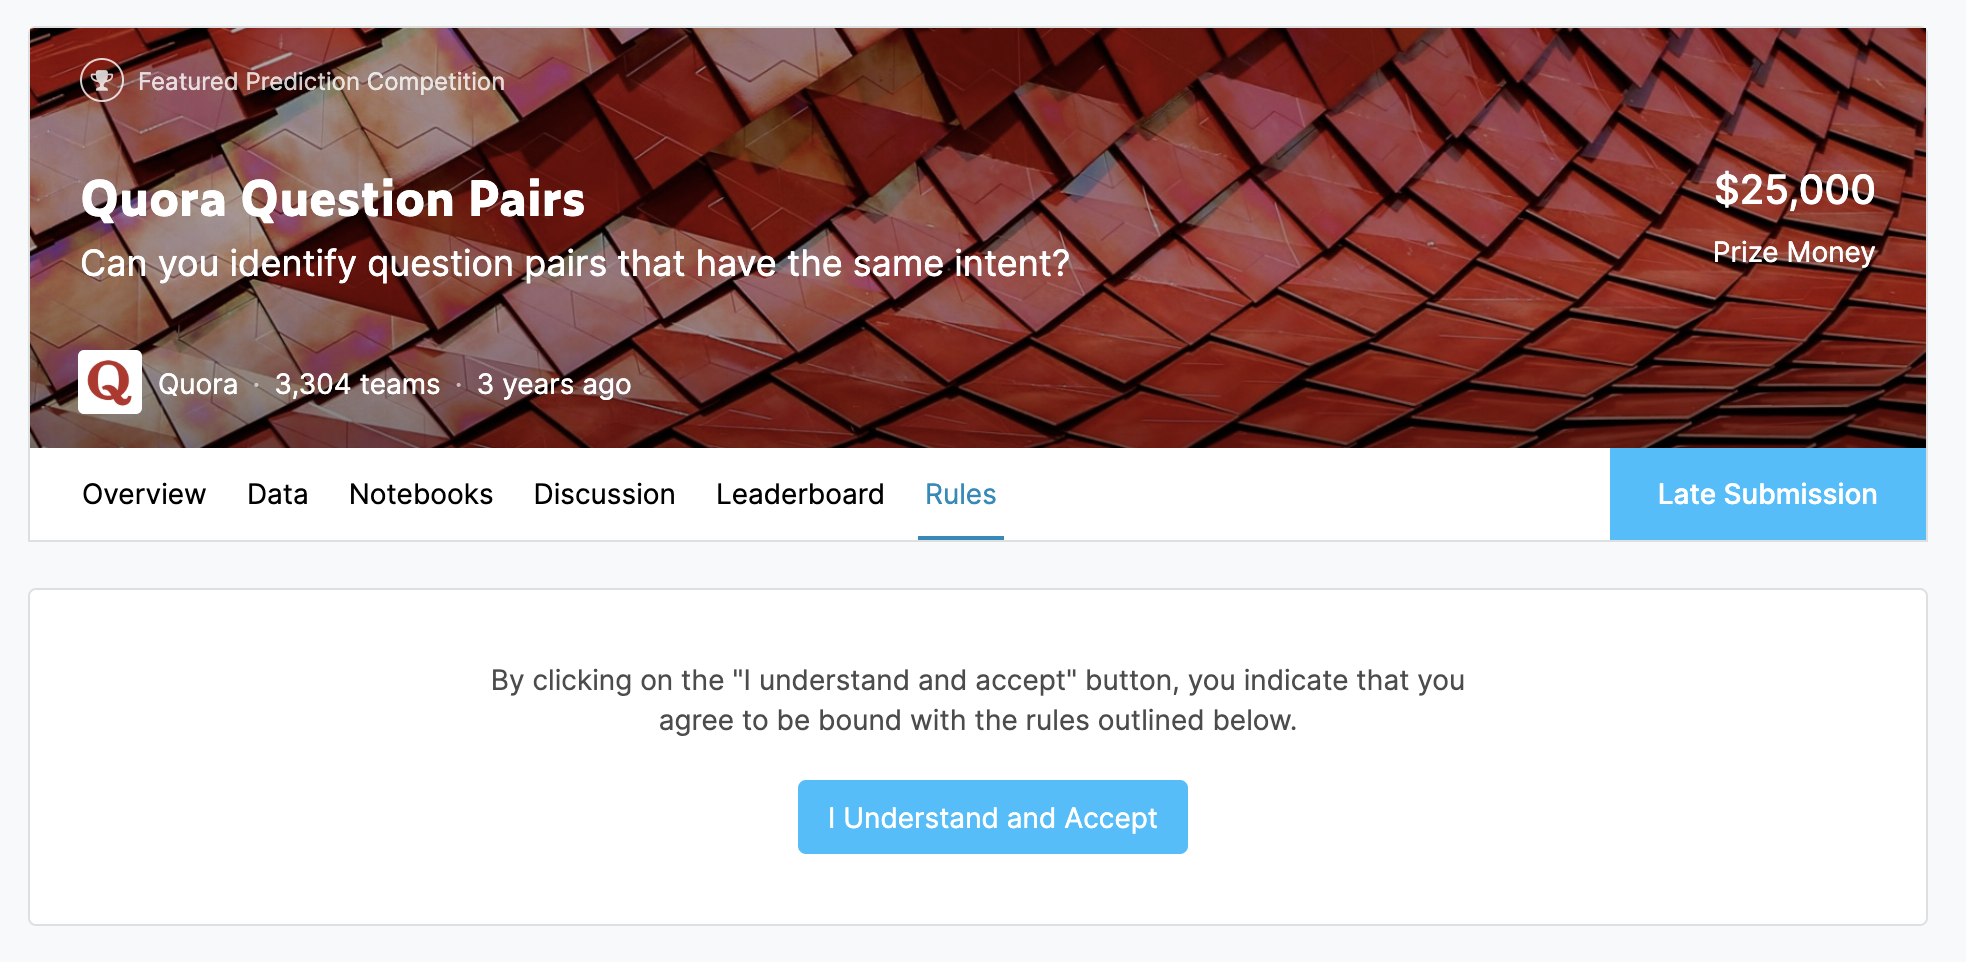 Featured Prediction Competition
Quora Question Pairs
Can you identify question pairs that have the same intent?
$25,000
Prize Money
Q
Quora · 3,304 teams · 3 years ago
Overview Data Notebooks Discussion Leaderboard Rules Late Submission
By clicking on the "I understand and accept" button, you indicate that you
agree to be bound with the rules outlined below.
I Understand and Accept